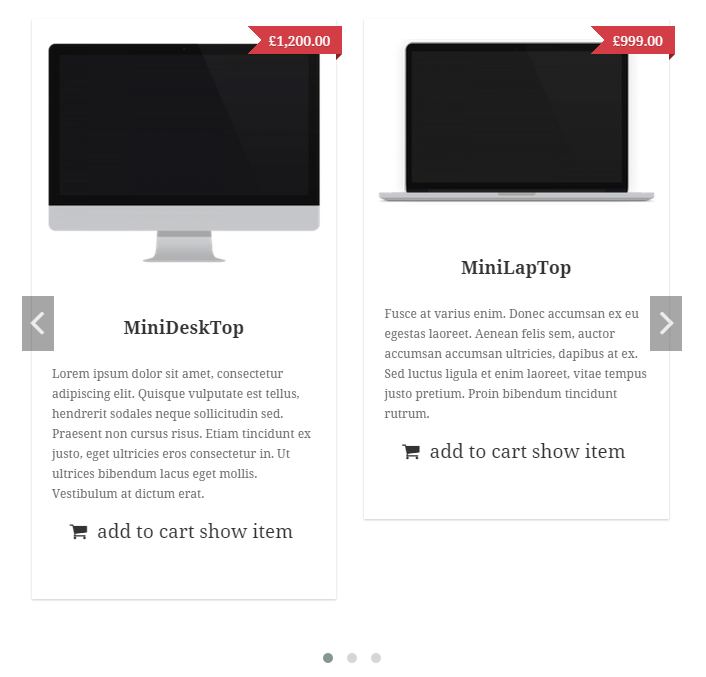 £1,200.00
MiniDeskTop
Lorem ipsum dolor sit amet, consectetur
adipiscing elit. Quisque vulputate est tellus,
hendrerit sodales neque sollicitudin sed.
Praesent non cursus risus. Etiam tincidunt ex
justo, eget ultricies eros consectetur in. Ut
ultrices bibendum lacus eget mollis.
Vestibulum at dictum erat.
add to cart show item
£999.00
MiniLapTop
Fusce at varius enim. Donec accumsan ex eu
egestas laoreet. Aenean felis sem, auctor
accumsan accumsan ultricies, dapibus at ex.
Sed luctus ligula et enim laoreet, vitae tempus
justo pretium. Proin bibendum tincidunt
rutrum.
add to cart show item